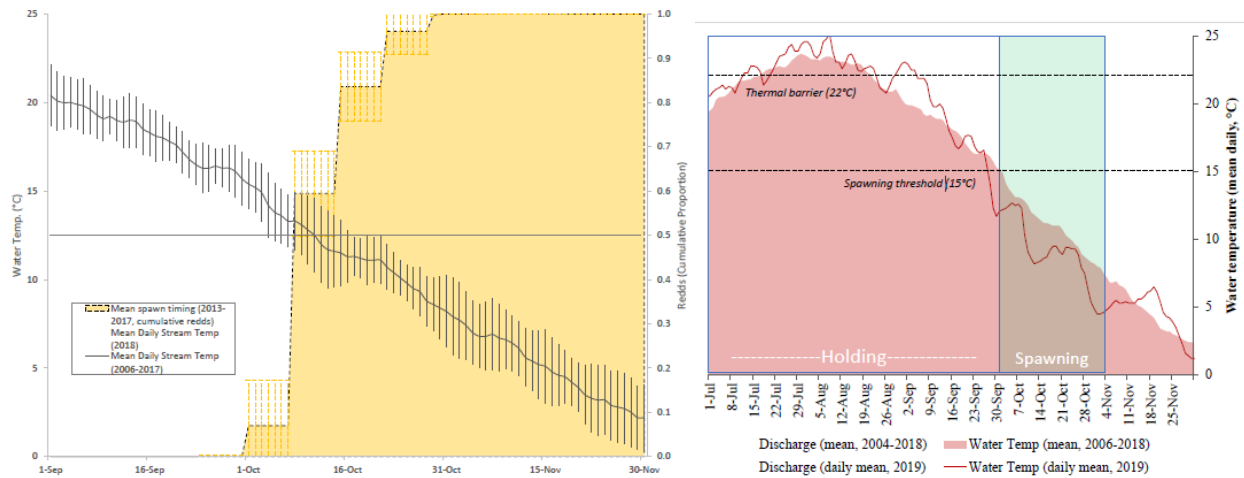 25
20
15
10
5
0
Water Temp. (°C)
1.0
0.9
0.8
0.7
0.6
0.5
0.4
0.3
0.2
0.1
0.0
Redds (Cumulative Proportion)
Mean spawn timing (2013-
2017, cumulative redds)
Mean Daily Stream Temp
(2018)
Mean Daily Stream Temp
(2006-2017)
1-Sep
16-Sep
1-Oct
16-Oct
31-Oct
15-Nov
30-Nov
Thermal barrier (22°C)
Spawning threshold (15°C)
Holding
Spawning
25
20
15
10
5
0
Water temperature (mean daily, °C)
1-Jul
8-Jul
15-Jul
22-Jul
29-Jul
5-Aug
12-Aug
19-Aug
26-Aug
2-Sep
9-Sep
16-Sep
23-Sep
30-Sep
7-Oct
14-Oct
21-Oct
28-Oct
4-Nov
11-Nov
18-Nov
25-Nov
Discharge (mean, 2004-2018)
Water Temp (mean, 2006-2018)
Discharge (daily mean, 2019)
Water Temp (daily mean, 2019)